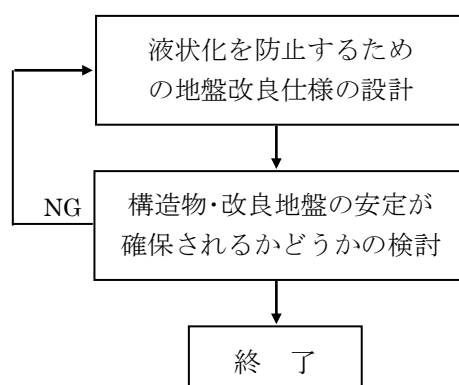 液状化を防止するため
の地盤改良仕様の設計
NG
構造物・改良地盤の安定が
確保されるかどうかの検討
終　了